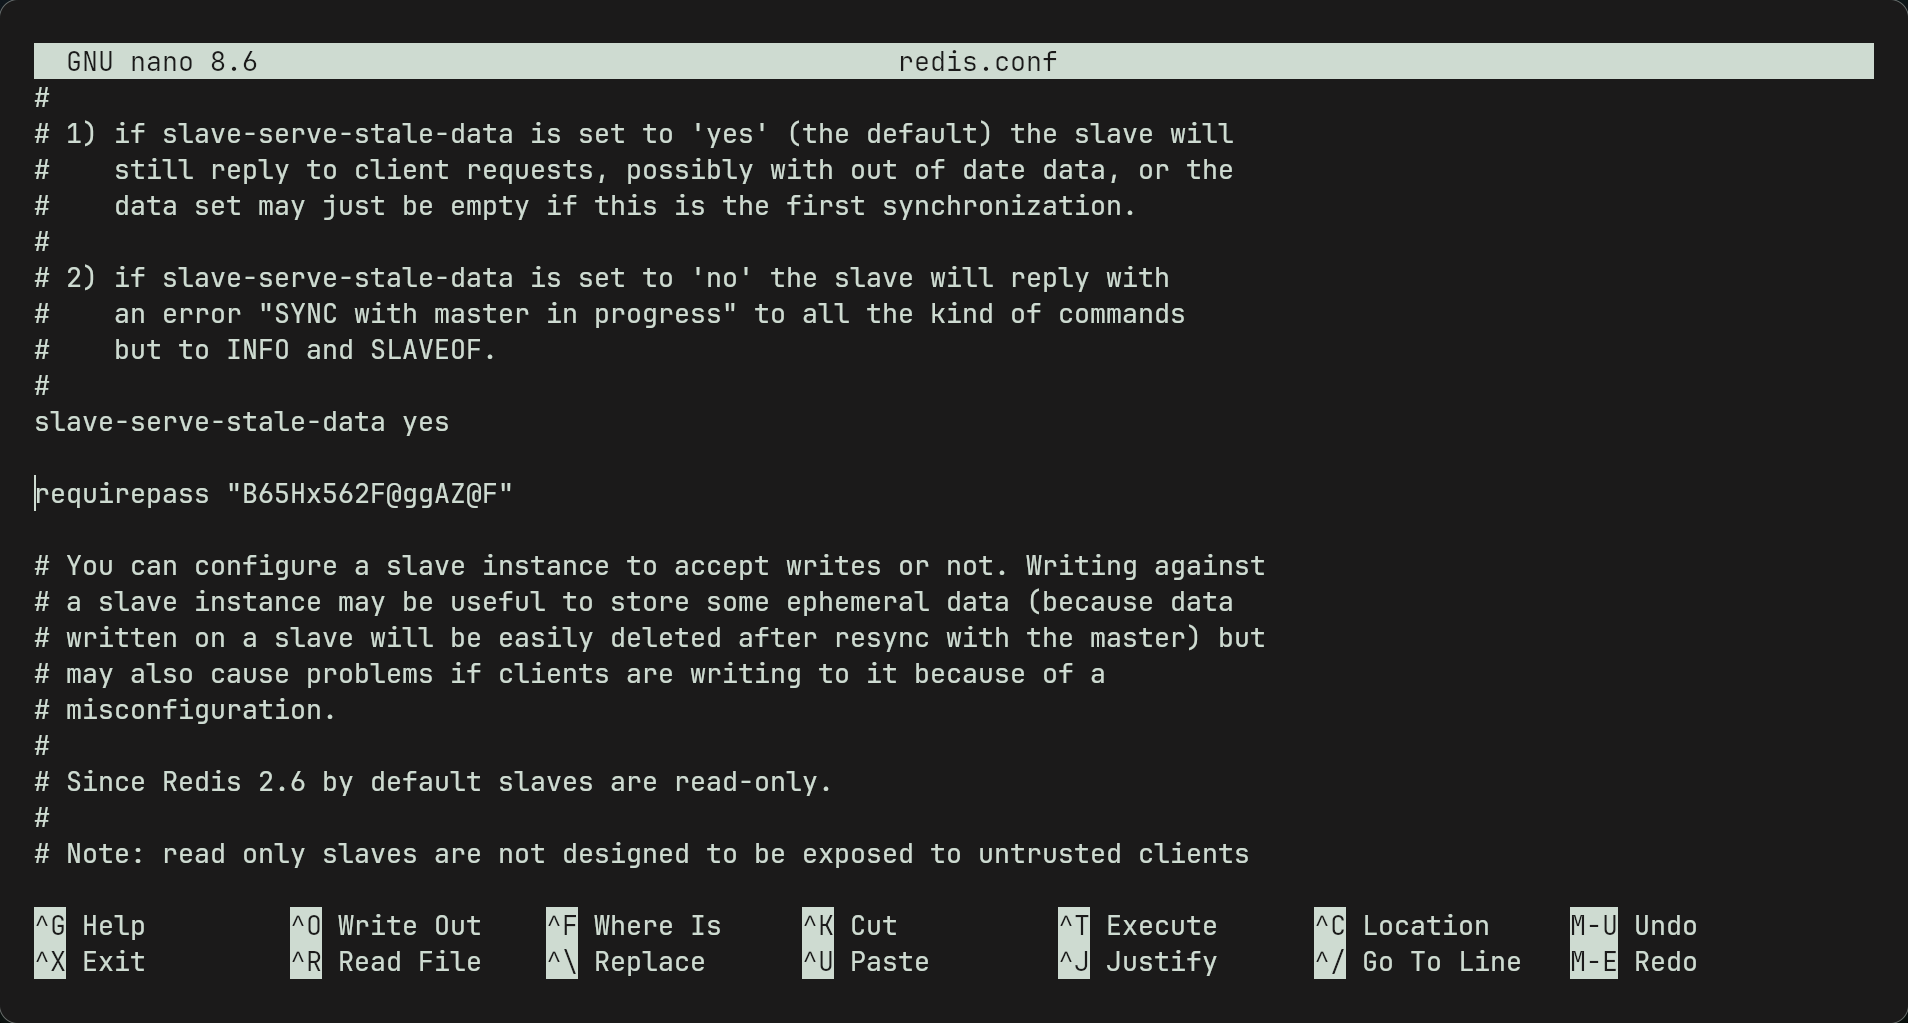 GNU nano 8.6 redis.conf
#
# 1) if slave-serve-stale-data is set to 'yes' (the default) the slave will
#    still reply to client requests, possibly with out of date data, or the
#    data set may just be empty if this is the first synchronization.
#
# 2) if slave-serve-stale-data is set to 'no' the slave will reply with
#    an error "SYNC with master in progress" to all the kind of commands
#    but to INFO and SLAVEOF.
#
slave-serve-stale-data yes

requirepass "B65Hx562F@ggAZ@F"

# You can configure a slave instance to accept writes or not. Writing against
# a slave instance may be useful to store some ephemeral data (because data
# written on a slave will be easily deleted after resync with the master) but
# may also cause problems if clients are writing to it because of a
# misconfiguration.
#
# Since Redis 2.6 by default slaves are read-only.
#
# Note: read only slaves are not designed to be exposed to untrusted clients

^G Help ^O Write Out ^F Where Is ^K Cut ^T Execute ^C Location M-U Undo
^X Exit ^R Read File ^\ Replace ^U Paste ^J Justify ^/ Go To Line M-E Redo